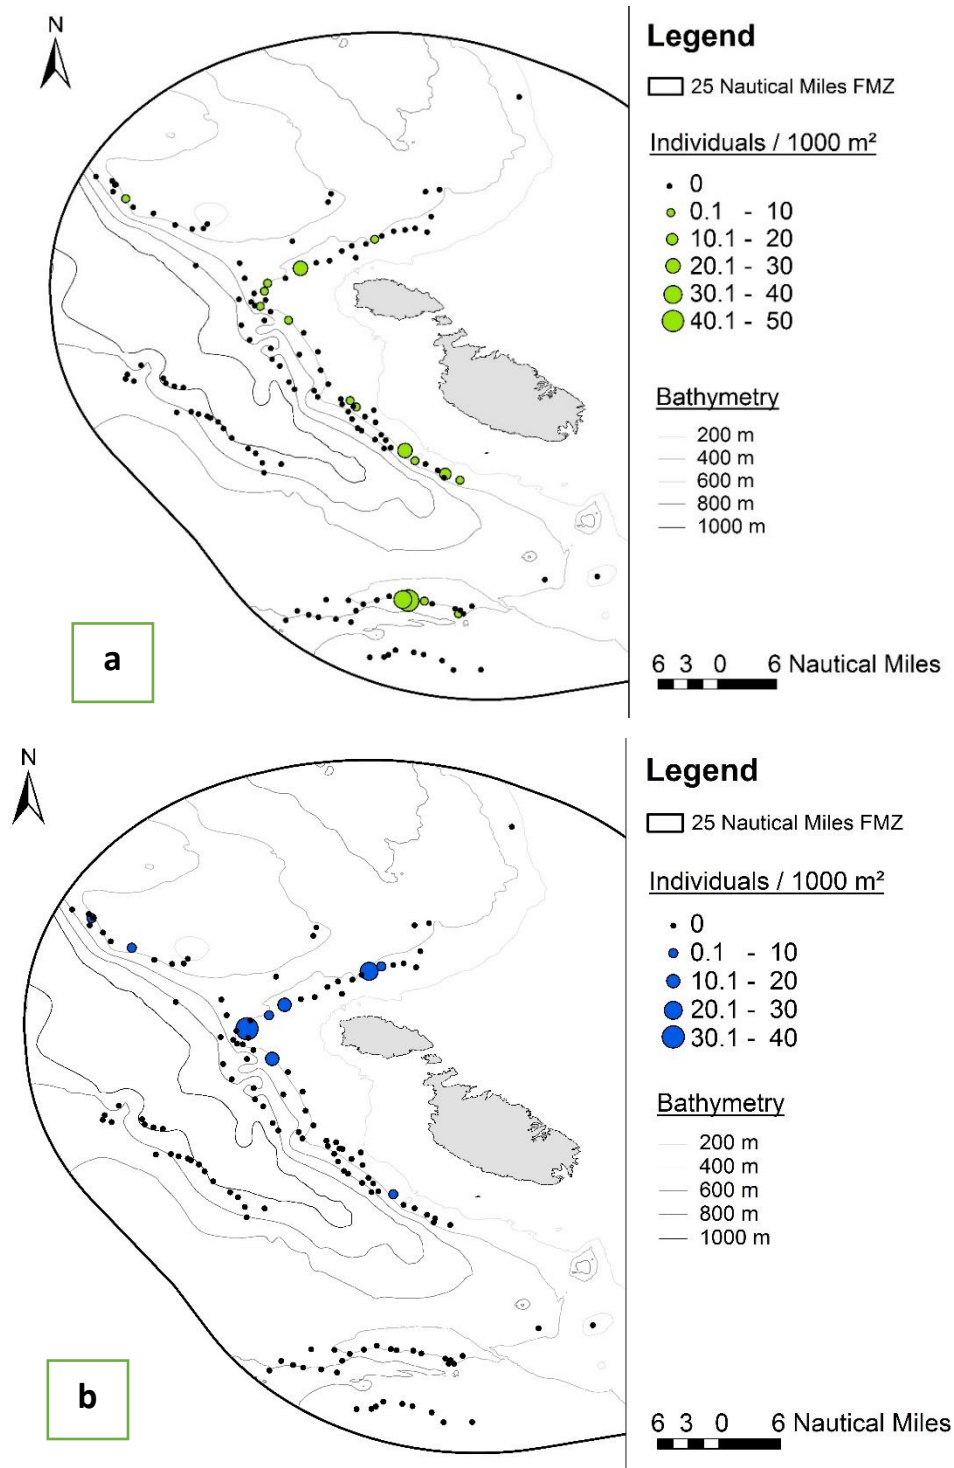 N
Legend
25 Nautical Miles FMZ
Individuals / 1000 m²
0
0.1 - 10
10.1 - 20
20.1 - 30
30.1 - 40
40.1 - 50
Bathymetry
200 m
400 m
600 m
800 m
1000 m
6 3 0 6 Nautical Miles
a
N
Legend
25 Nautical Miles FMZ
Individuals / 1000 m²
0
0.1 - 10
10.1 - 20
20.1 - 30
30.1 - 40
Bathymetry
200 m
400 m
600 m
800 m
1000 m
6 3 0 6 Nautical Miles
b